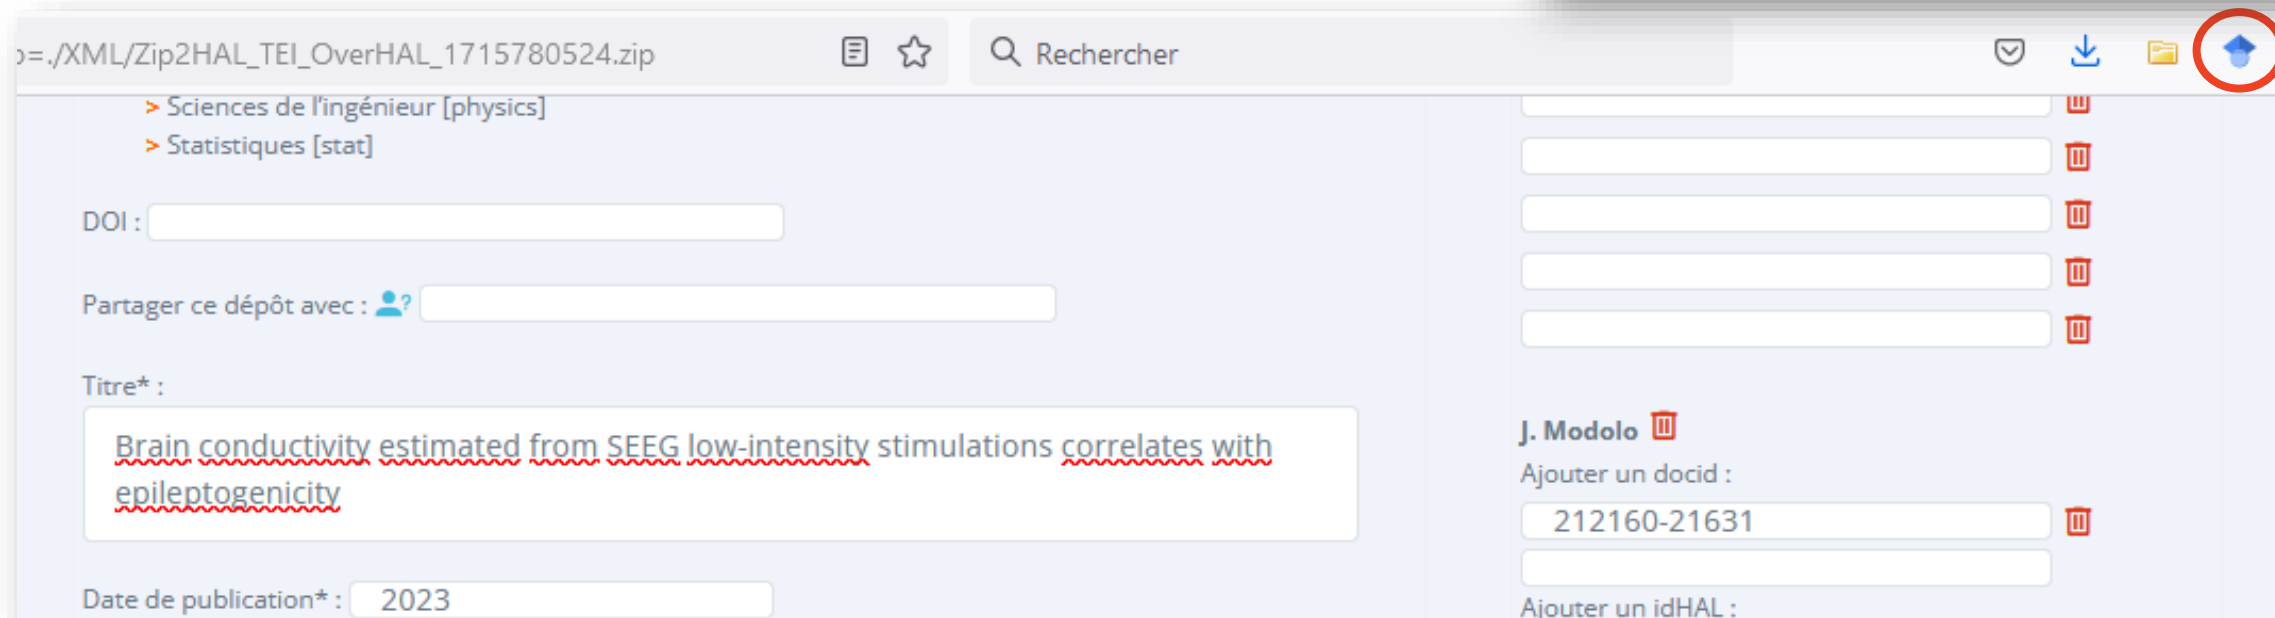 =./XML/Zip2HAL_TEI_OverHAL_1715780524.zip
Rechercher
> Sciences de l'ingénieur [physics]
> Statistiques [stat]
DOI :
Partager ce dépôt avec : ?
Titre* :
Brain conductivity estimated from SEEG low-intensity stimulations correlates with
epileptogenicity
Date de publication* : 2023
J. Modolo
Ajouter un docid :
212160-21631
Ajouter un idHAL :